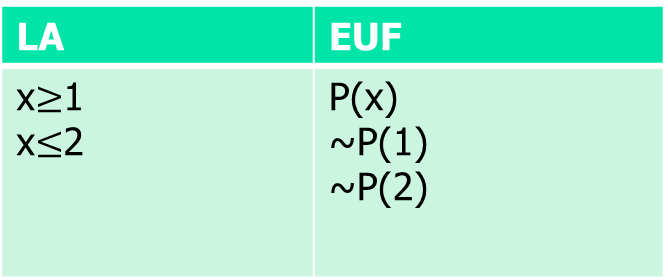 LA
EUF
x≥1
x≤2
P(x)
~P(1)
~P(2)